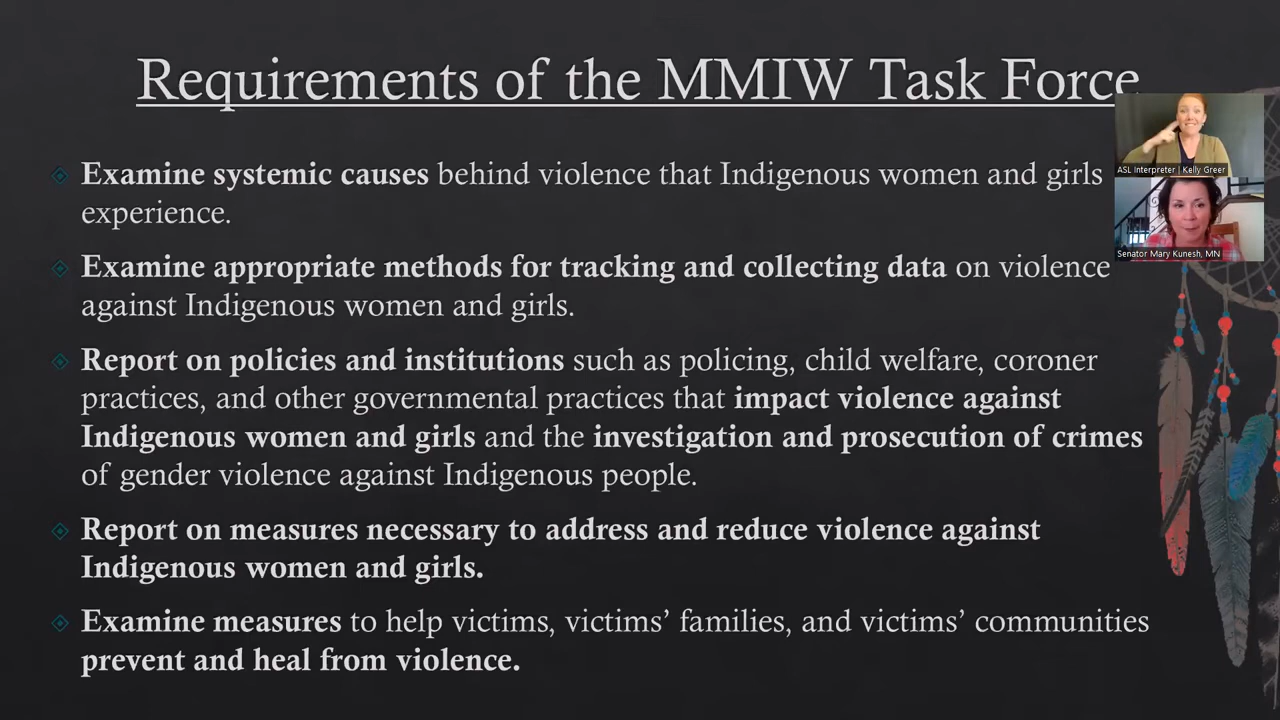 Requirements of the MMIW Task Force
ASL Interpreter | Kelly Greer
Senator Mary Kunesh, MN
Examine systemic causes behind violence that Indigenous women and girls
experience.
Examine appropriate methods for tracking and collecting data on violence
against Indigenous women and girls.
Report on policies and institutions such as policing, child welfare, coroner
practices, and other governmental practices that impact violence against
Indigenous women and girls and the investigation and prosecution of crimes
of gender violence against Indigenous people.
Report on measures necessary to address and reduce violence against
Indigenous women and girls.
Examine measures to help victims, victims’ families, and victims’ communities
prevent and heal from violence.